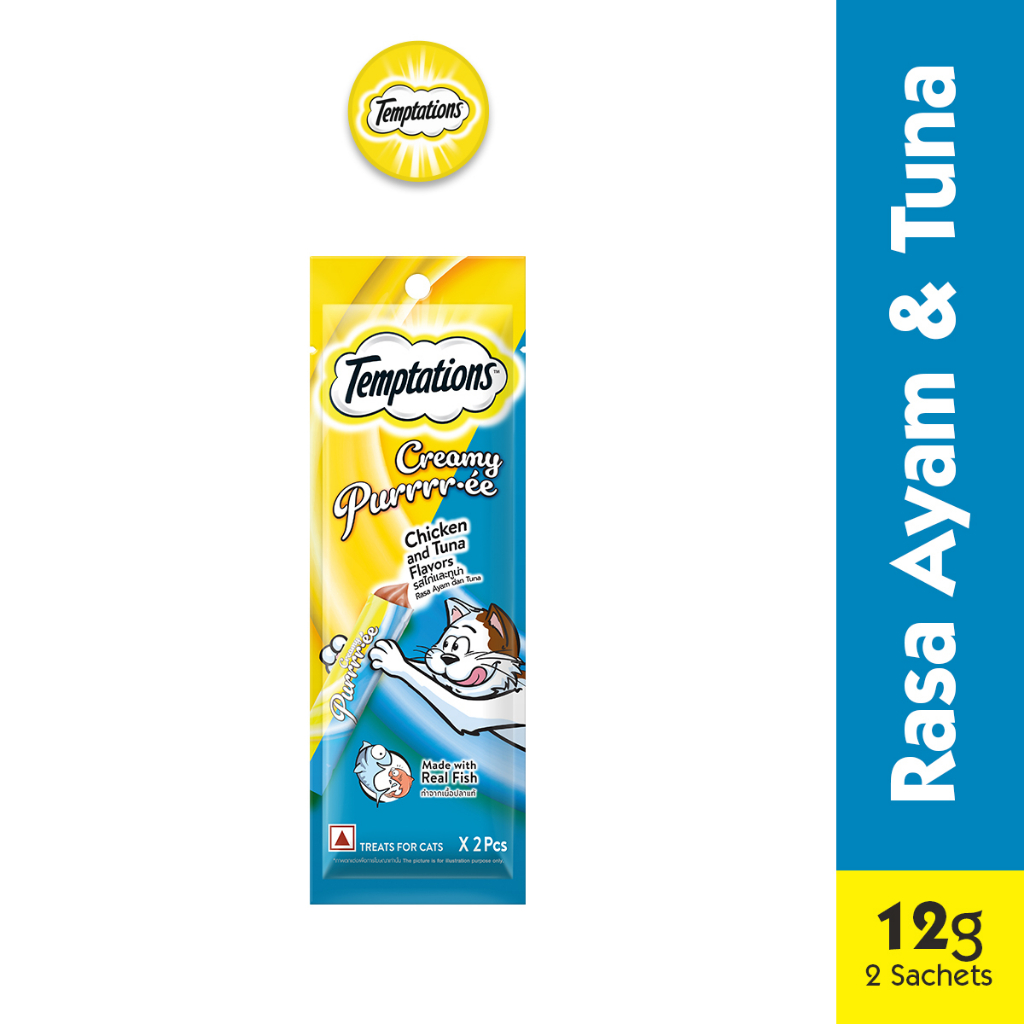 Temptations
Temptations™
Creamy
Purrrr·ée
Chicken
and Tuna
Flavors
รสไก่และทูน่า
Rasa Ayam dan Tuna
Creamy
Purrrr·ée
Made with
Real Fish
ทำจากเนื้อปลาแท้
TREATS FOR CATS X 2 Pcs
The picture is for illustration purpose only.
Rasa Ayam & Tuna
12g
2 Sachets